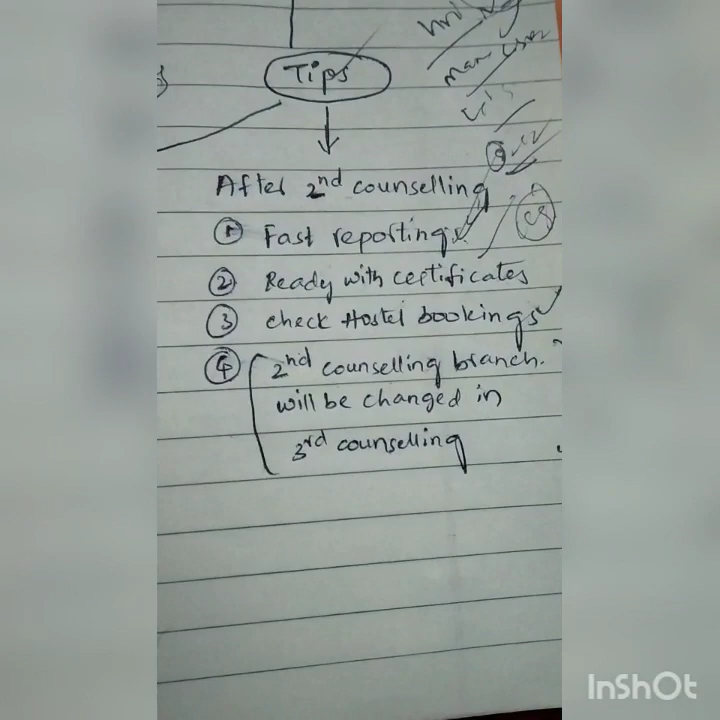 Tips
After 2nd counselling
① Fast reportings
② Ready with certificates
③ check Hostel bookings
④ 2nd counselling branch.
will be changed in
3rd counselling
InShOt